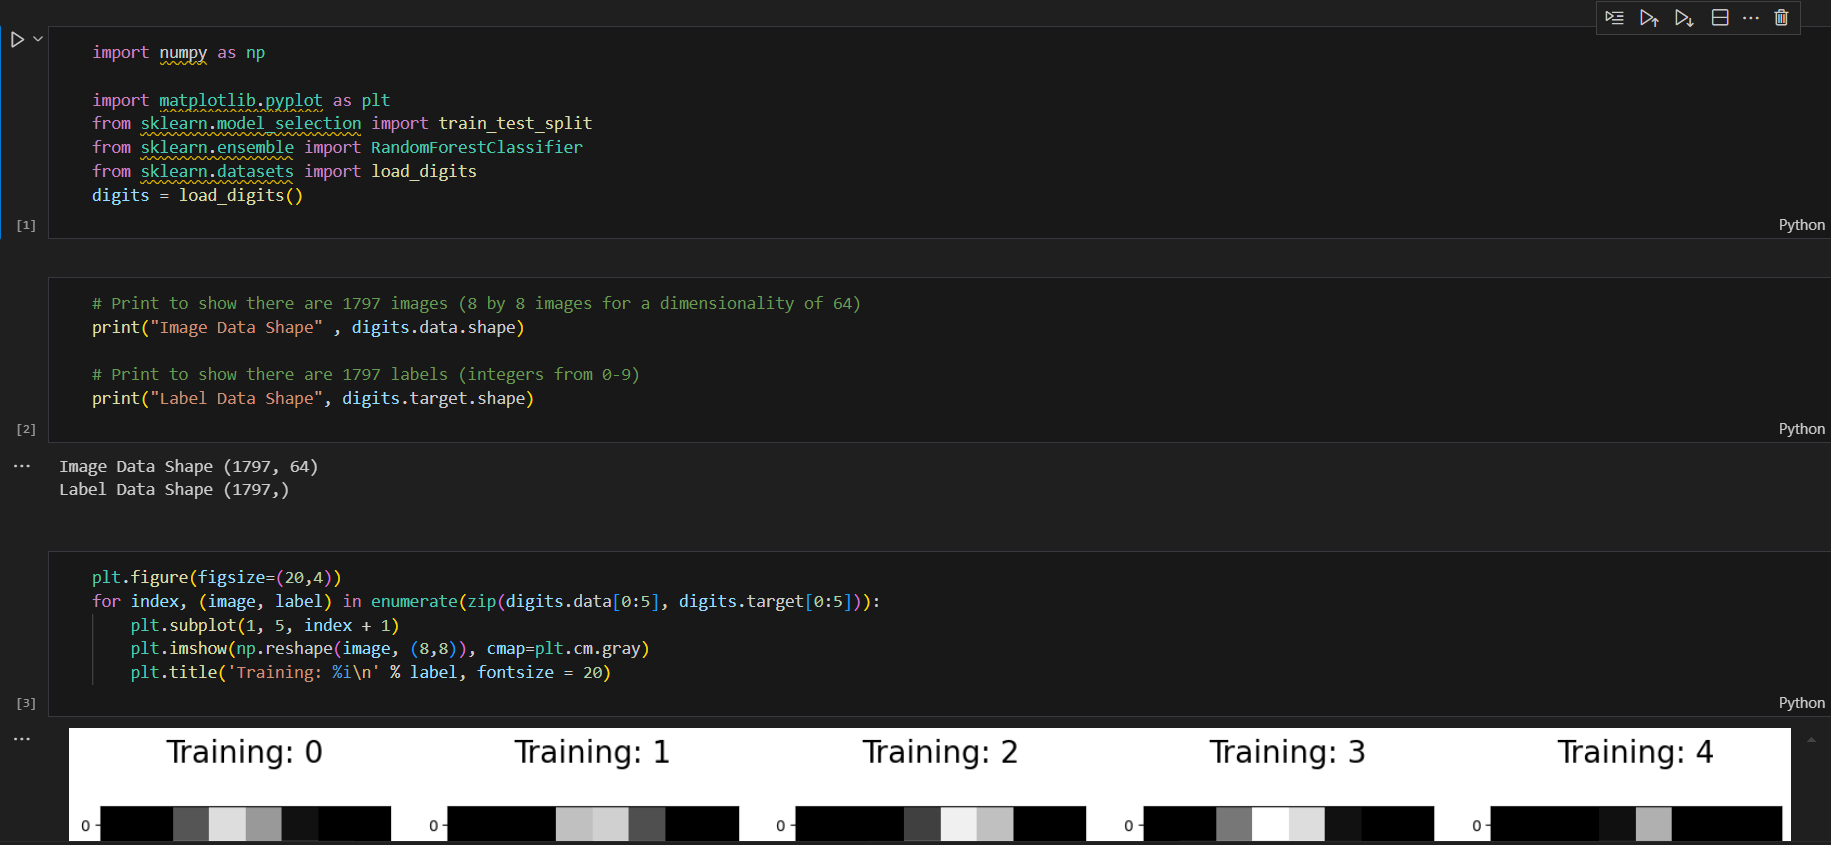 import numpy as np
import matplotlib.pyplot as plt
from sklearn.model_selection import train_test_split
from sklearn.ensemble import RandomForestClassifier
from sklearn.datasets import load_digits
digits = load_digits()
[1]
Python
# Print to show there are 1797 images (8 by 8 images for a dimensionality of 64)
print("Image Data Shape" , digits.data.shape)
# Print to show there are 1797 labels (integers from 0-9)
print("Label Data Shape", digits.target.shape)
[2]
Python
Image Data Shape (1797, 64)
Label Data Shape (1797,)
plt.figure(figsize=(20,4))
for index, (image, label) in enumerate(zip(digits.data[0:5], digits.target[0:5])):
    plt.subplot(1, 5, index + 1)
    plt.imshow(np.reshape(image, (8,8)), cmap=plt.cm.gray)
    plt.title('Training: %i\n' % label, fontsize = 20)
[3]
Python
Training: 0 Training: 1 Training: 2 Training: 3 Training: 4
0 0 0 0 0